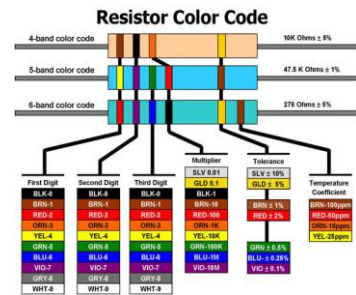 Resistor Color Code
4-band color code
10K Ohms ± 5%
5-band color code
47.5 K Ohms ± 1%
6-band color code
276 Ohms ± 5%
Multiplier
SLV 0.01
GLD 0.1
BLK-1
BRN-10
RED-100
ORN-1K
YEL-10K
GRN-100K
BLU-1M
VIO-10M
Tolerance
SLV ± 10%
GLD ± 5%
BRN ± 1%
RED ± 2%
GRN ± 0.5%
BLU ± 0.25%
VIO ± 0.1%
Temperature
Coefficient
BRN-100ppm
RED-50ppm
ORN-15ppm
YEL-25ppm
First Digit
BLK-0
BRN-1
RED-2
ORN-3
YEL-4
GRN-5
BLU-6
VIO-7
GRY-8
WHT-9
Second Digit
BLK-0
BRN-1
RED-2
ORN-3
YEL-4
GRN-5
BLU-6
VIO-7
GRY-8
WHT-9
Third Digit
BLK-0
BRN-1
RED-2
ORN-3
YEL-4
GRN-5
BLU-6
VIO-7
GRY-8
WHT-9